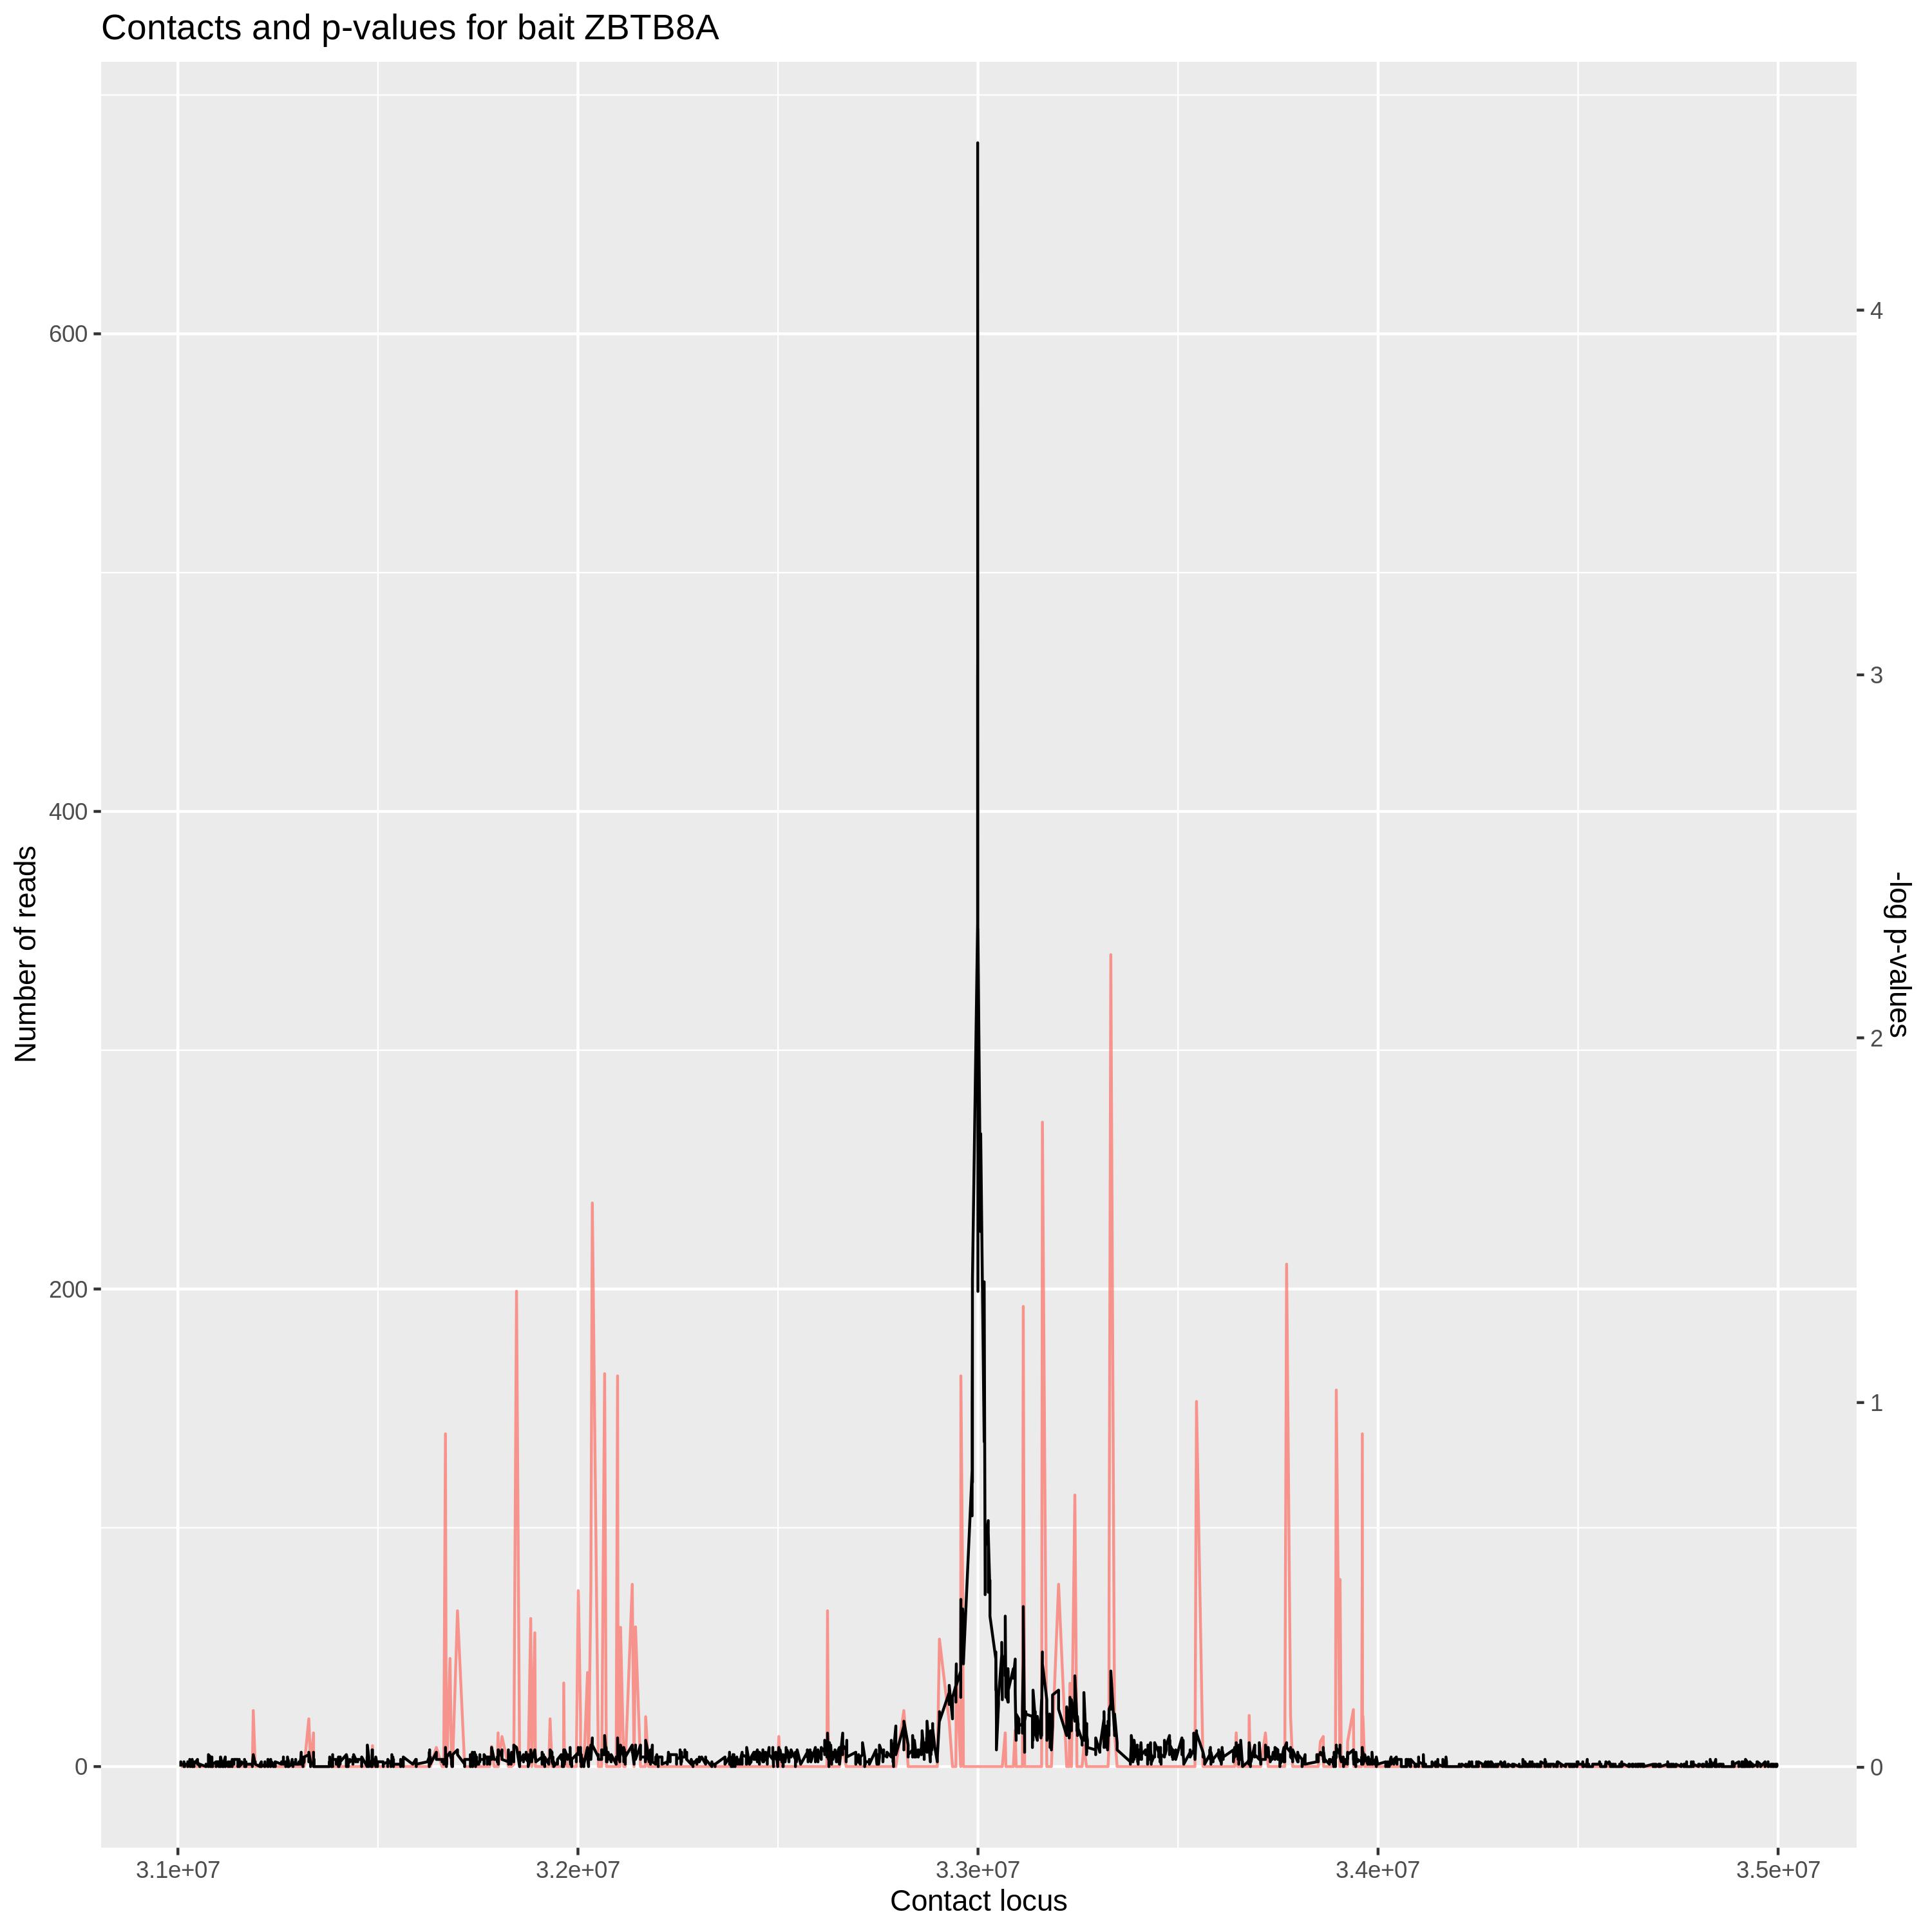 Contacts and p-values for bait ZBTB8A
Number of reads
600
400
200
0
4
3
2
1
0
-log p-values
3.1e+07
3.2e+07
3.3e+07
3.4e+07
3.5e+07
Contact locus